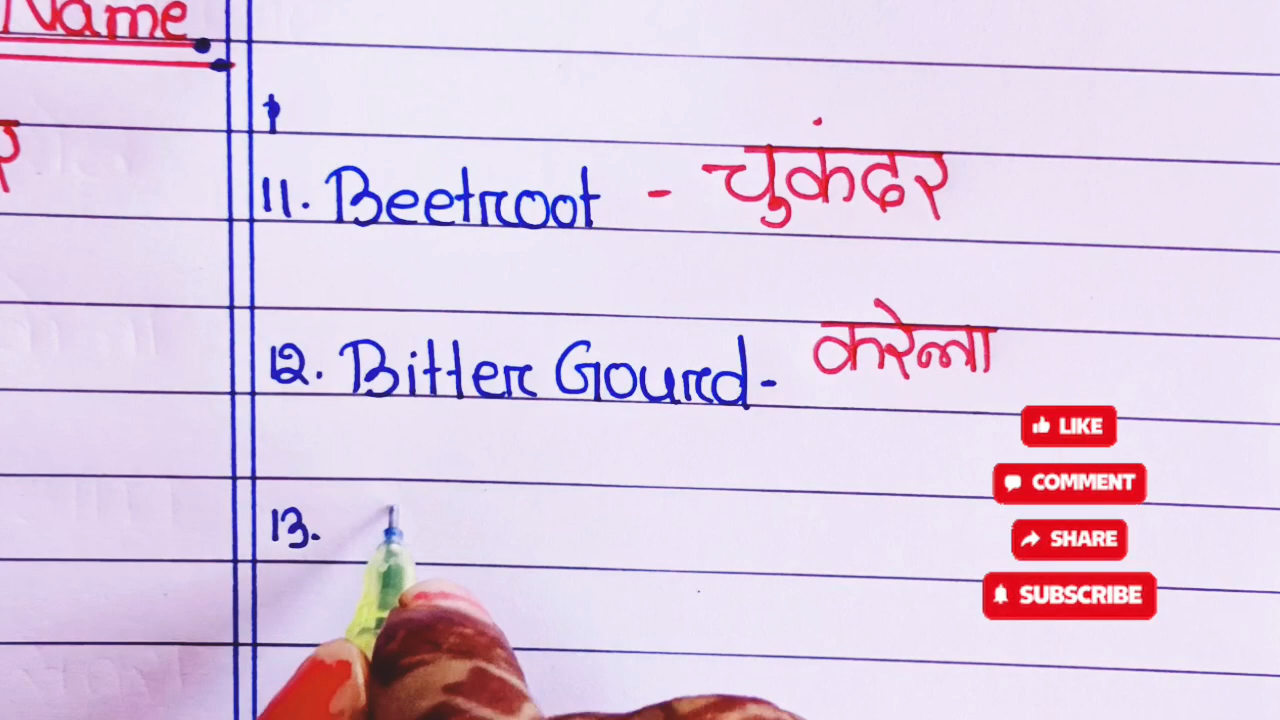 Name
11. Beetroot - चुकंदर
12. Bitter Gourd - करेला
13.
LIKE
COMMENT
SHARE
SUBSCRIBE